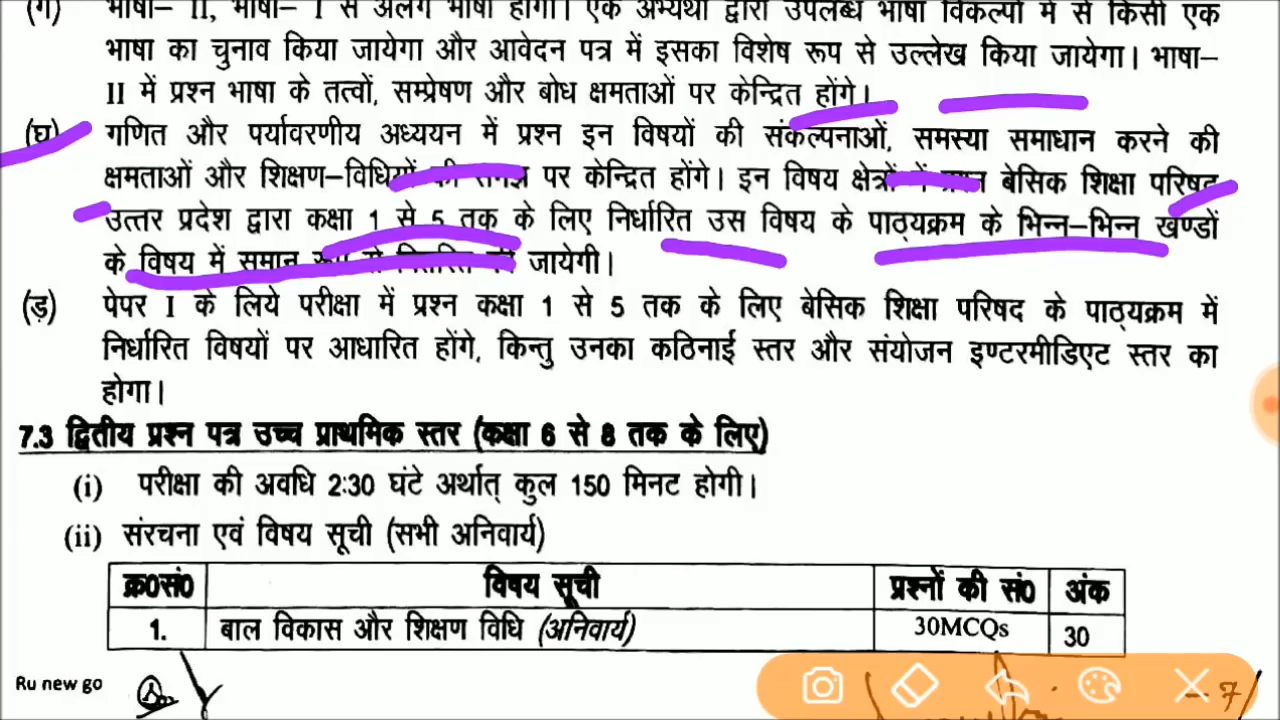 (ग) भाषा– II, भाषा– I से अलग भाषा होगी। एक अभ्यर्थी द्वारा उपलब्ध भाषा विकल्पों में से किसी एक
भाषा का चुनाव किया जायेगा और आवेदन पत्र में इसका विशेष रूप से उल्लेख किया जायेगा। भाषा–
II में प्रश्न भाषा के तत्वों, सम्प्रेषण और बोध क्षमताओं पर केन्द्रित होंगे।
(घ) गणित और पर्यावरणीय अध्ययन में प्रश्न इन विषयों की संकल्पनाओं, समस्या समाधान करने की
क्षमताओं और शिक्षण–विधियों की समझ पर केन्द्रित होंगे। इन विषय क्षेत्रों में प्रश्न बेसिक शिक्षा परिषद
उत्तर प्रदेश द्वारा कक्षा 1 से 5 तक के लिए निर्धारित उस विषय के पाठ्यक्रम के भिन्न–भिन्न खण्डों
के विषय में समान रूप से वितरित की जायेगी।
(ड़) पेपर I के लिये परीक्षा में प्रश्न कक्षा 1 से 5 तक के लिए बेसिक शिक्षा परिषद के पाठ्यक्रम में
निर्धारित विषयों पर आधारित होंगे, किन्तु उनका कठिनाई स्तर और संयोजन इण्टरमीडिएट स्तर का
होगा।
7.3 द्वितीय प्रश्न पत्र उच्च प्राथमिक स्तर (कक्षा 6 से 8 तक के लिए)
(i) परीक्षा की अवधि 2:30 घंटे अर्थात् कुल 150 मिनट होगी।
(ii) संरचना एवं विषय सूची (सभी अनिवार्य)
क्र0सं0 विषय सूची प्रश्नों की सं0 अंक
1. बाल विकास और शिक्षण विधि (अनिवार्य) 30MCQs 30
Ru new go
7